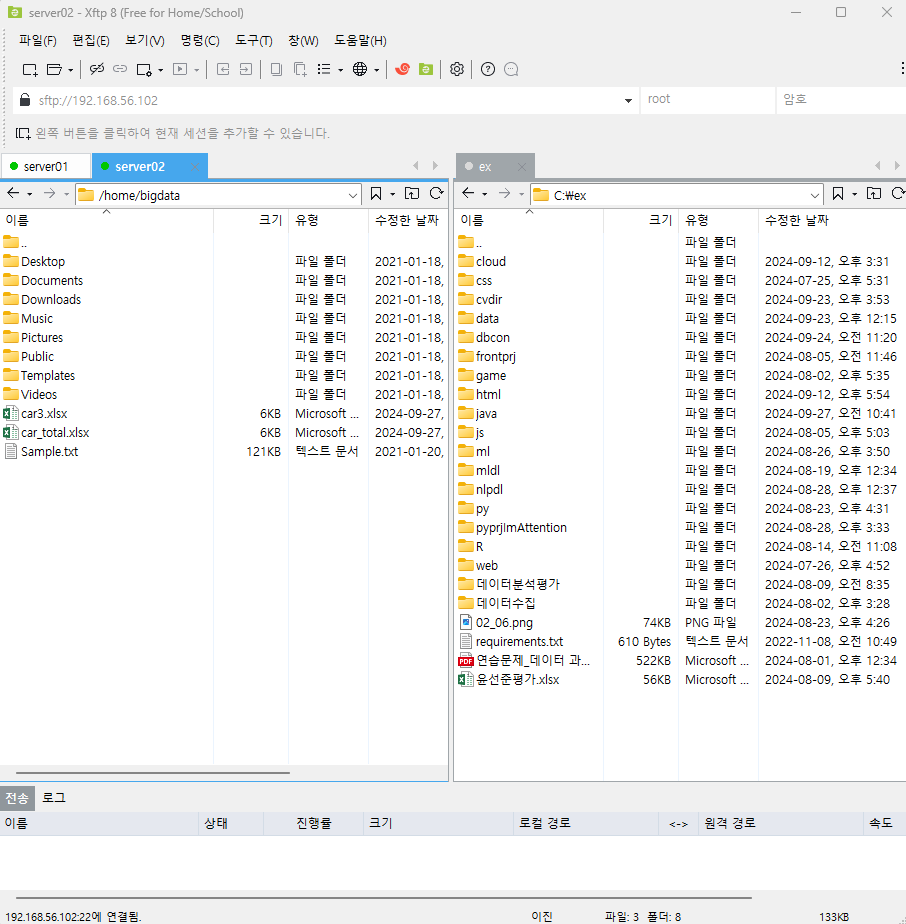 server02 - Xftp 8 (Free for Home/School)
파일(F) 편집(E) 보기(V) 명령(C) 도구(T) 창(W) 도움말(H)
sftp://192.168.56.102 root 암호
왼쪽 버튼을 클릭하여 현재 세션을 추가할 수 있습니다.
server01 server02
/home/bigdata
이름 크기 유형 수정한 날짜
..
Desktop 파일 폴더 2021-01-18,
Documents 파일 폴더 2021-01-18,
Downloads 파일 폴더 2021-01-18,
Music 파일 폴더 2021-01-18,
Pictures 파일 폴더 2021-01-18,
Public 파일 폴더 2021-01-18,
Templates 파일 폴더 2021-01-18,
Videos 파일 폴더 2021-01-18,
car3.xlsx 6KB Microsoft ... 2024-09-27,
car_total.xlsx 6KB Microsoft ... 2024-09-27,
Sample.txt 121KB 텍스트 문서 2021-01-20,
ex
C:₩ex
이름 크기 유형 수정한 날짜
.. 파일 폴더
cloud 파일 폴더 2024-09-12, 오후 3:31
css 파일 폴더 2024-07-25, 오후 5:31
cvdir 파일 폴더 2024-09-23, 오후 3:53
data 파일 폴더 2024-09-23, 오후 12:15
dbcon 파일 폴더 2024-09-24, 오전 11:20
frontprj 파일 폴더 2024-08-05, 오전 11:46
game 파일 폴더 2024-08-02, 오후 5:35
html 파일 폴더 2024-09-12, 오후 5:54
java 파일 폴더 2024-09-27, 오전 10:41
js 파일 폴더 2024-08-05, 오후 5:03
ml 파일 폴더 2024-08-26, 오후 3:50
mldl 파일 폴더 2024-08-19, 오후 12:34
nlpdl 파일 폴더 2024-08-28, 오후 12:37
py 파일 폴더 2024-08-23, 오후 4:31
pyprjImAttention 파일 폴더 2024-08-28, 오후 3:33
R 파일 폴더 2024-08-14, 오전 11:08
web 파일 폴더 2024-07-26, 오후 4:52
데이터분석평가 파일 폴더 2024-08-09, 오전 8:35
데이터수집 파일 폴더 2024-08-02, 오후 3:28
02_06.png 74KB PNG 파일 2024-08-23, 오후 4:26
requirements.txt 610 Bytes 텍스트 문서 2022-11-08, 오전 10:49
PDF 연습문제_데이터 과... 522KB Microsoft ... 2024-08-01, 오후 12:34
윤선준평가.xlsx 56KB Microsoft ... 2024-08-09, 오후 5:40
전송 로그
이름 상태 진행률 크기 로컬 경로 <-> 원격 경로 속도
192.168.56.102:22에 연결됨. 이진 파일: 3 폴더: 8 133KB